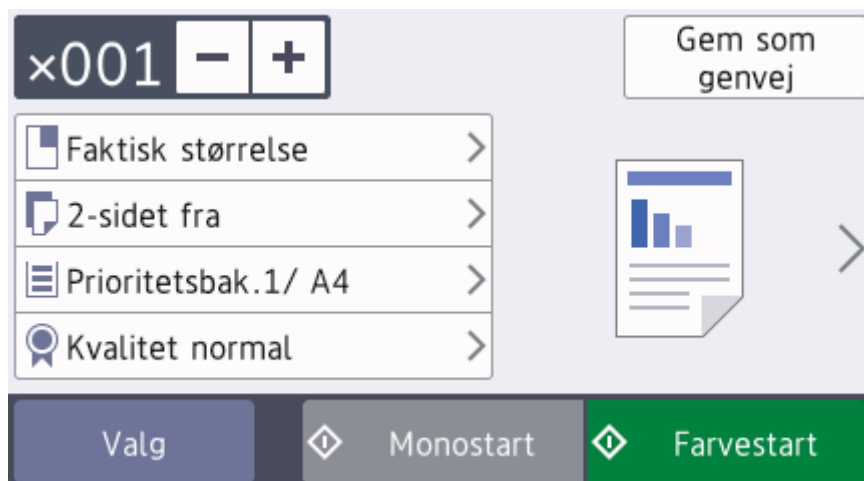 ×001 − +
Gem som
genvej
Faktisk størrelse
2-sidet fra
Prioritetsbak.1/ A4
Kvalitet normal
Valg
Monostart
Farvestart